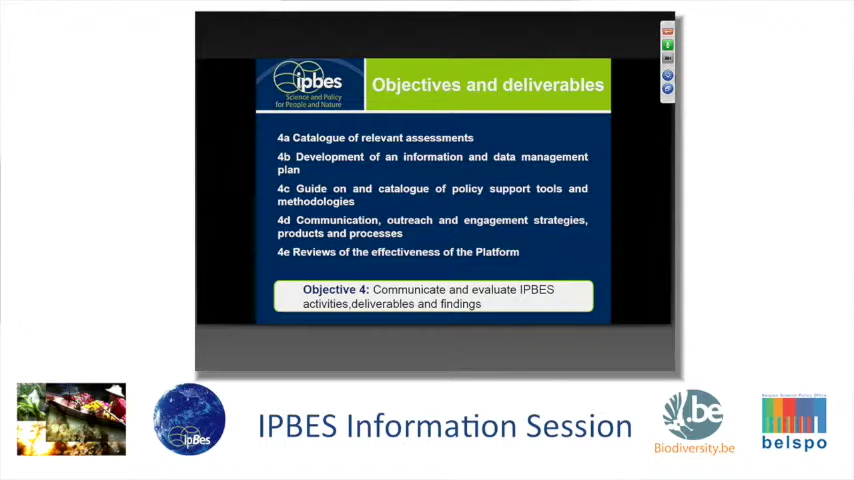 ipbes
Science and Policy
for People and Nature
Objectives and deliverables
4a Catalogue of relevant assessments
4b Development of an information and data management
plan
4c Guide on and catalogue of policy support tools and
methodologies
4d Communication, outreach and engagement strategies,
products and processes
4e Reviews of the effectiveness of the Platform
Objective 4: Communicate and evaluate IPBES
activities,deliverables and findings
ipbes
IPBES Information Session
.be
Biodiversity.be
belspo